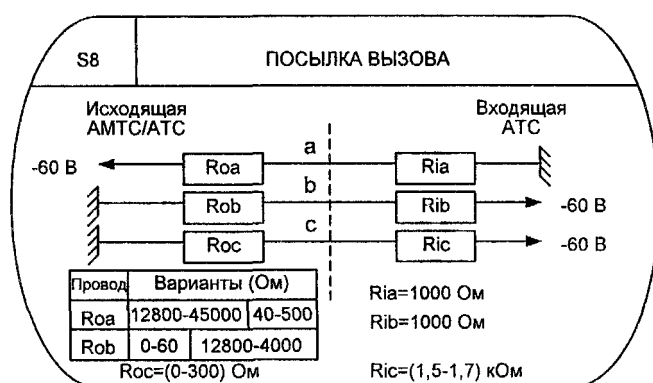 S8 ПОСЫЛКА ВЫЗОВА
Исходящая АМТС/АТС
Входящая АТС
-60 В Roa a Ria
Rob b Rib -60 В
Roc c Ric -60 В
Провод Варианты (Ом)
Roa 12800-45000 40-500
Rob 0-60 12800-4000
Ria=1000 Ом
Rib=1000 Ом
Roc=(0-300) Ом
Ric=(1,5-1,7) кОм